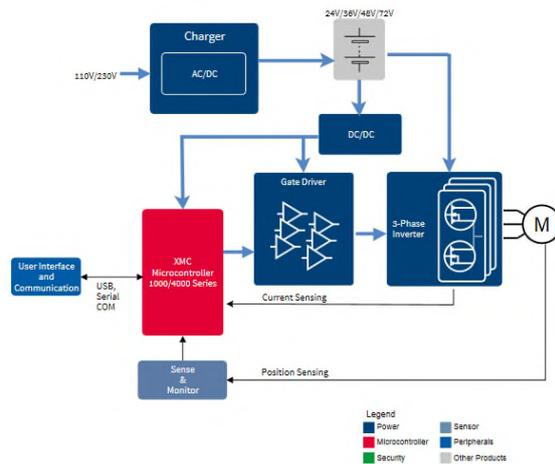 24V/36V/48V/72V
Charger
AC/DC
110V/230V
DC/DC
Gate Driver
3-Phase
Inverter
M
XMC
Microcontroller
1000/4000 Series
User Interface
and
Communication
USB,
Serial
COM
Current Sensing
Sense
&
Monitor
Position Sensing
Legend
Power
Sensor
Microcontroller
Peripherals
Security
Other Products